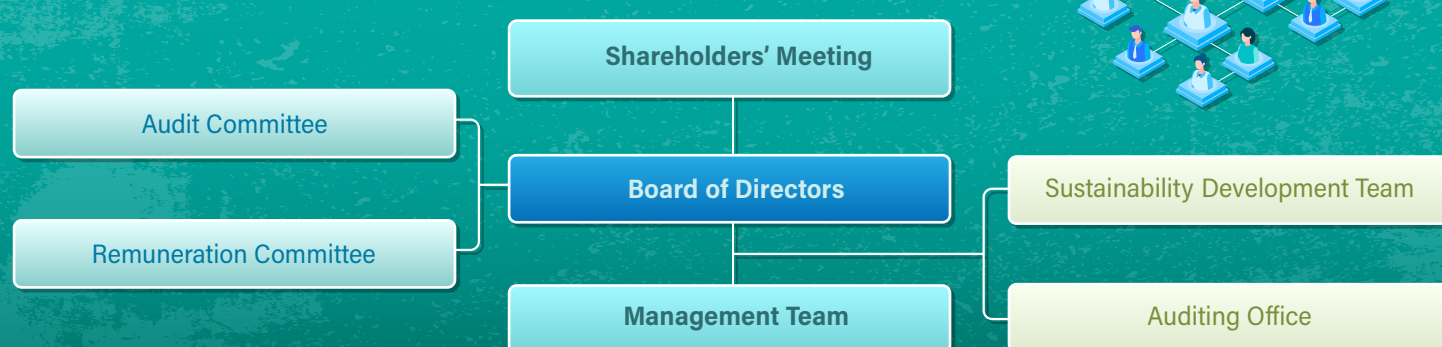 Shareholders’ Meeting
Audit Committee
Board of Directors
Sustainability Development Team
Remuneration Committee
Management Team
Auditing Office